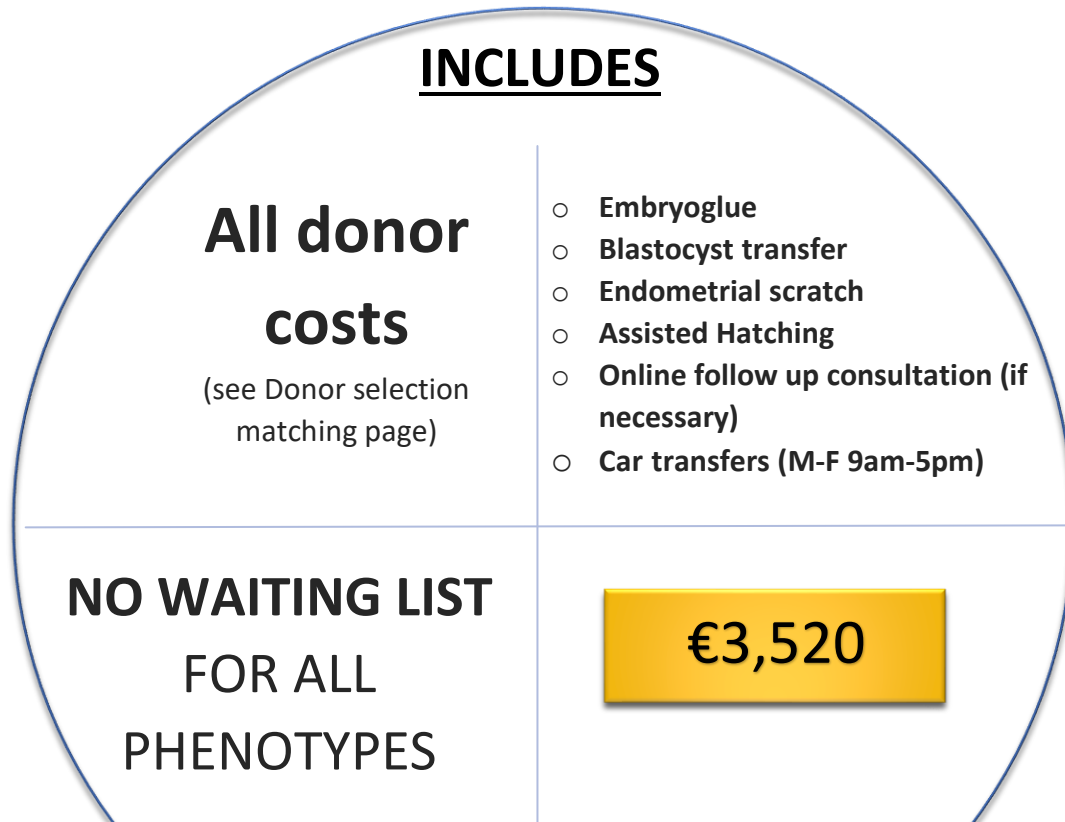 INCLUDES
All donor
costs
(see Donor selection
matching page)
o Embryoglue
o Blastocyst transfer
o Endometrial scratch
o Assisted Hatching
o Online follow up consultation (if
necessary)
o Car transfers (M-F 9am-5pm)
NO WAITING LIST
FOR ALL
PHENOTYPES
€3,520